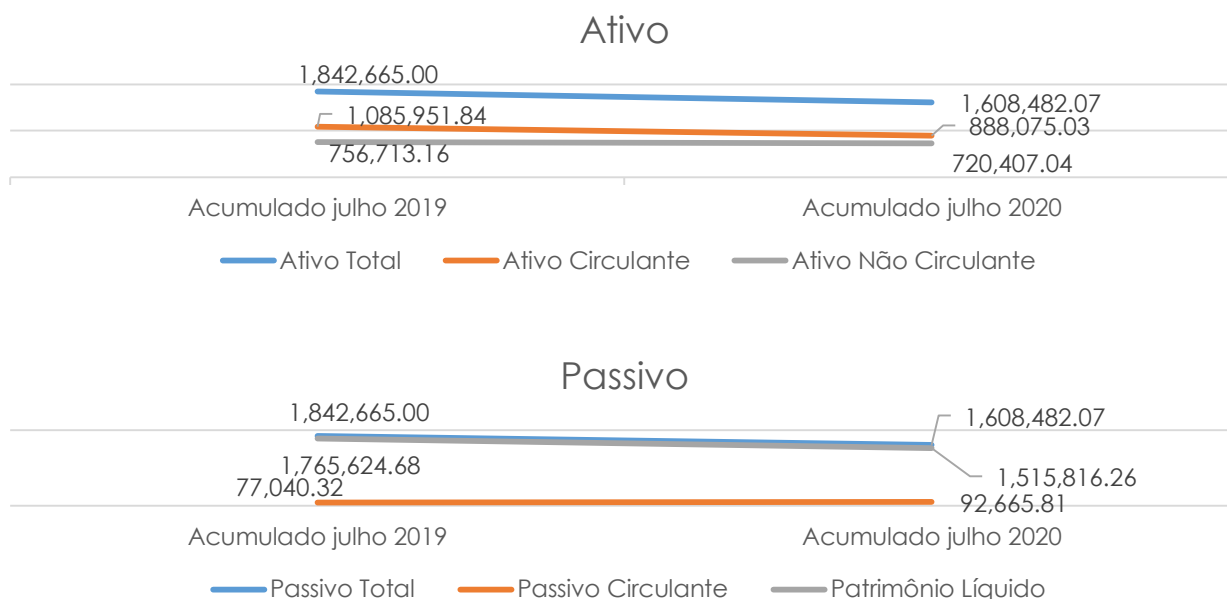 Ativo
1,842,665.00
1,608,482.07
1,085,951.84
888,075.03
756,713.16
720,407.04
Acumulado julho 2019 Acumulado julho 2020
Ativo Total Ativo Circulante Ativo Não Circulante
Passivo
1,842,665.00
1,608,482.07
1,765,624.68
1,515,816.26
77,040.32
92,665.81
Acumulado julho 2019 Acumulado julho 2020
Passivo Total Passivo Circulante Patrimônio Líquido